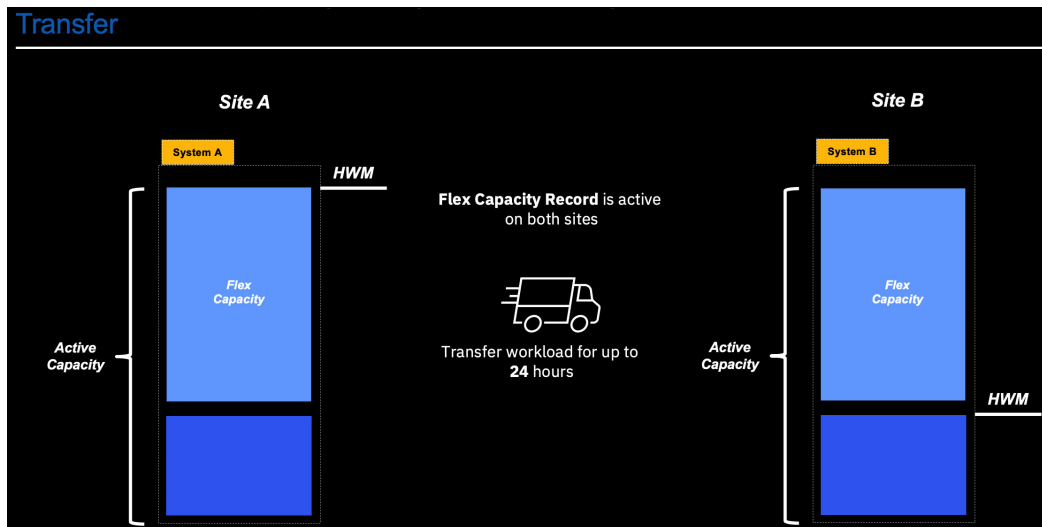 Transfer
Site A
Site B
System A
System B
HWM
Flex Capacity Record is active
on both sites
Flex
Capacity
Flex
Capacity
Active
Capacity
Transfer workload for up to
24 hours
Active
Capacity
HWM